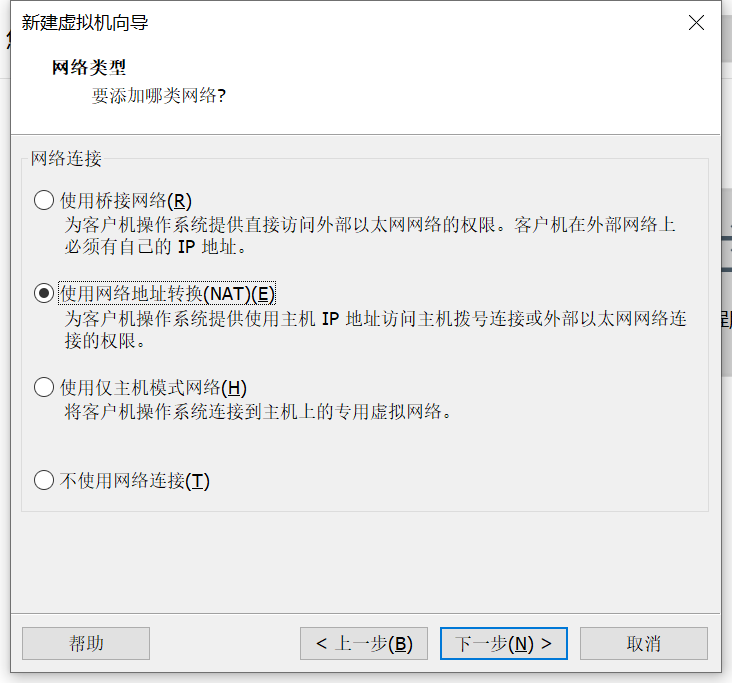 新建虚拟机向导
网络类型
要添加哪类网络?
网络连接
使用桥接网络(R)
为客户机操作系统提供直接访问外部以太网网络的权限。客户机在外部网络上
必须有自己的 IP 地址。
使用网络地址转换(NAT)(E)
为客户机操作系统提供使用主机 IP 地址访问主机拨号连接或外部以太网网络连
接的权限。
使用仅主机模式网络(H)
将客户机操作系统连接到主机上的专用虚拟网络。
不使用网络连接(T)
帮助
< 上一步(B)
下一步(N) >
取消